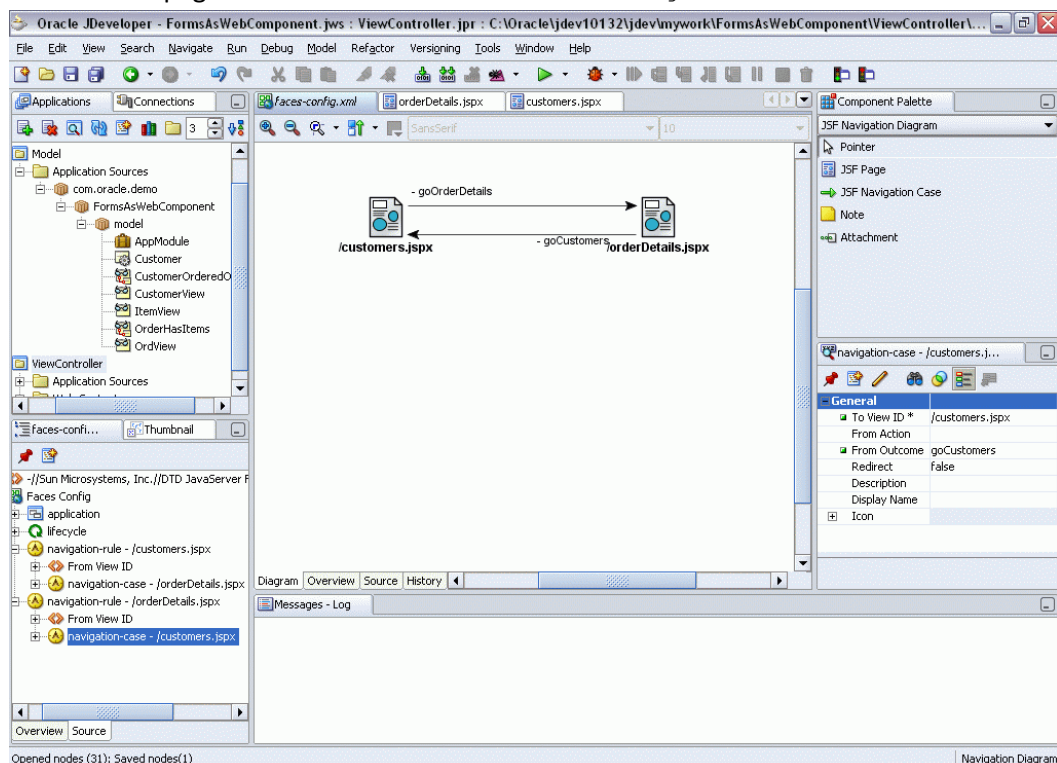 Oracle JDeveloper - FormsAsWebComponent.jws : ViewController.jpr : C:\Oracle\jdev10132\jdev\mywork\FormsAsWebComponent\ViewController\...
File Edit View Search Navigate Run Debug Model Refactor Versioning Tools Window Help
Applications Connections
3
Model
Application Sources
com.oracle.demo
FormsAsWebComponent
model
AppModule
Customer
CustomerOrderedO
CustomerView
ItemView
OrderHasItems
OrdView
ViewController
Application Sources
faces-confi... Thumbnail
-//Sun Microsystems, Inc.//DTD JavaServer F
Faces Config
application
lifecycle
navigation-rule - /customers.jspx
From View ID
navigation-case - /orderDetails.jspx
navigation-rule - /orderDetails.jspx
From View ID
navigation-case - /customers.jspx
Overview Source
faces-config.xml orderDetails.jspx customers.jspx
SansSerif 10
- goOrderDetails
- goCustomers
/customers.jspx /orderDetails.jspx
Diagram Overview Source History
Messages - Log
Component Palette
JSF Navigation Diagram
Pointer
JSF Page
JSF Navigation Case
Note
Attachment
navigation-case - /customers.j...
General
To View ID * /customers.jspx
From Action
From Outcome goCustomers
Redirect false
Description
Display Name
Icon
Opened nodes (31); Saved nodes(1) Navigation Diagram